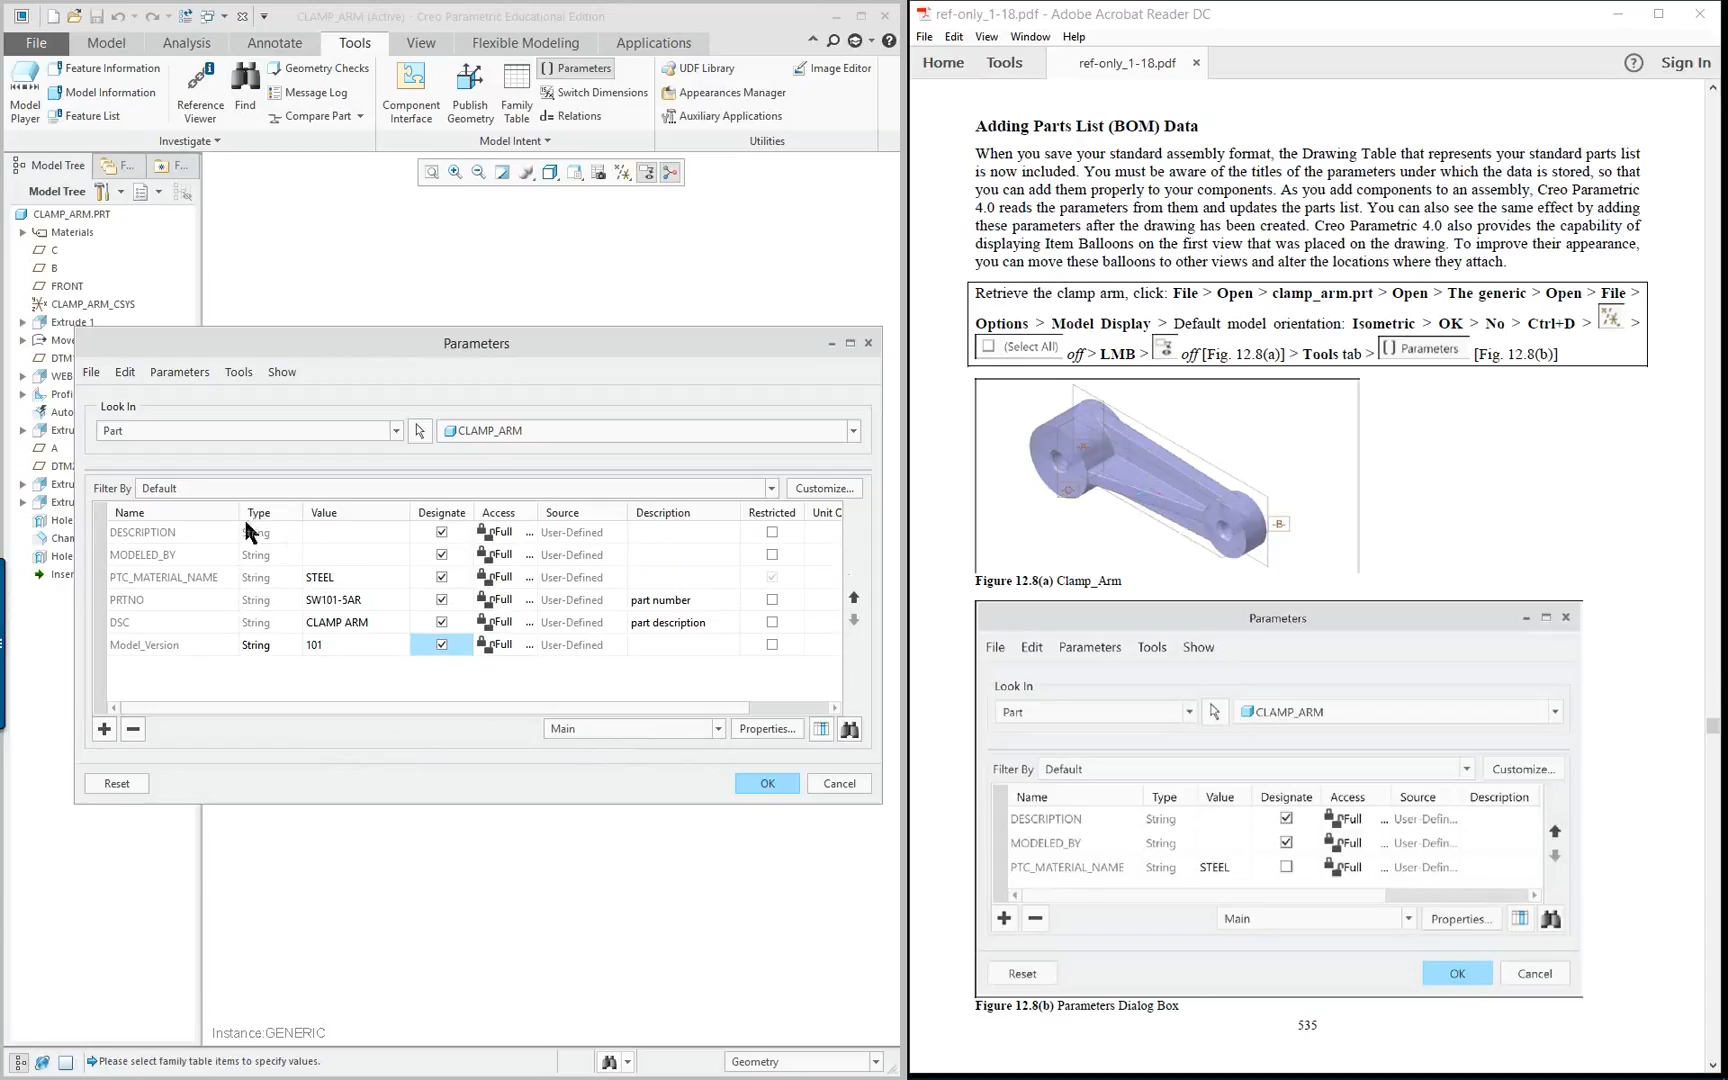 CLAMP_ARM (Active) - Creo Parametric Educational Edition
File Model Analysis Annotate Tools View Flexible Modeling Applications
Model Player
Feature Information
Model Information
Feature List
Reference Viewer
Find
Geometry Checks
Message Log
Compare Part
Component Interface
Publish Geometry
Family Table
Parameters
Switch Dimensions
d= Relations
UDF Library
Appearances Manager
Auxiliary Applications
Image Editor
Investigate Model Intent Utilities
Model Tree F... F...
Model Tree
CLAMP_ARM.PRT
Materials
C
B
FRONT
CLAMP_ARM_CSYS
Extrude 1
Mov
DTM1
WEB
Profi
Auto
Extru
A
DTM2
Extru
Extru
Hole
Cham
Hole
Inser
Parameters
File Edit Parameters Tools Show
Look In
Part CLAMP_ARM
Filter By Default Customize...
Name Type Value Designate Access Source Description Restricted Unit C
DESCRIPTION String Full ... User-Defined
MODELED_BY String Full ... User-Defined
PTC_MATERIAL_NAME String STEEL Full ... User-Defined
PRTNO String SW101-5AR Full ... User-Defined part number
DSC String CLAMP ARM Full ... User-Defined part description
Model_Version String 101 Full ... User-Defined
Main Properties...
Reset OK Cancel
Instance:GENERIC
Please select family table items to specify values.
Geometry
ref-only_1-18.pdf - Adobe Acrobat Reader DC
File Edit View Window Help
Home Tools ref-only_1-18.pdf × Sign In
Adding Parts List (BOM) Data
When you save your standard assembly format, the Drawing Table that represents your standard parts list
is now included. You must be aware of the titles of the parameters under which the data is stored, so that
you can add them properly to your components. As you add components to an assembly, Creo Parametric
4.0 reads the parameters from them and updates the parts list. You can also see the same effect by adding
these parameters after the drawing has been created. Creo Parametric 4.0 also provides the capability of
displaying Item Balloons on the first view that was placed on the drawing. To improve their appearance,
you can move these balloons to other views and alter the locations where they attach.
Retrieve the clamp arm, click: File > Open > clamp_arm.prt > Open > The generic > Open > File >
Options > Model Display > Default model orientation: Isometric > OK > No > Ctrl+D > >
(Select All) off > LMB > off [Fig. 12.8(a)] > Tools tab > Parameters [Fig. 12.8(b)]
-B-
Figure 12.8(a) Clamp_Arm
Parameters
File Edit Parameters Tools Show
Look In
Part CLAMP_ARM
Filter By Default Customize...
Name Type Value Designate Access Source Description
DESCRIPTION String Full ... User-Defin...
MODELED_BY String Full ... User-Defin...
PTC_MATERIAL_NAME String STEEL Full ... User-Defin...
Main Properties...
Reset OK Cancel
Figure 12.8(b) Parameters Dialog Box
535